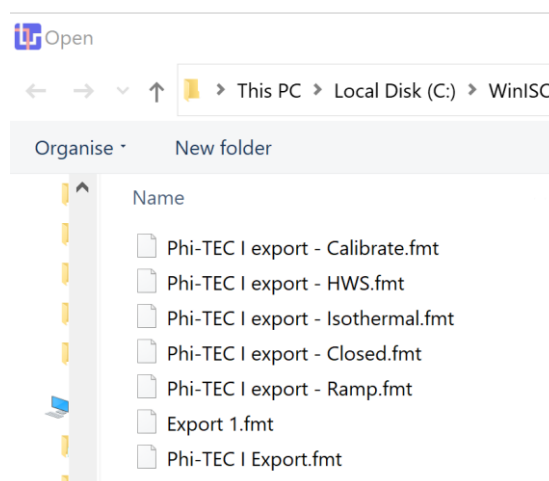 Open
This PC > Local Disk (C:) > WinISO
Organise
New folder
Name
Phi-TEC I export - Calibrate.fmt
Phi-TEC I export - HWS.fmt
Phi-TEC I export - Isothermal.fmt
Phi-TEC I export - Closed.fmt
Phi-TEC I export - Ramp.fmt
Export 1.fmt
Phi-TEC I Export.fmt